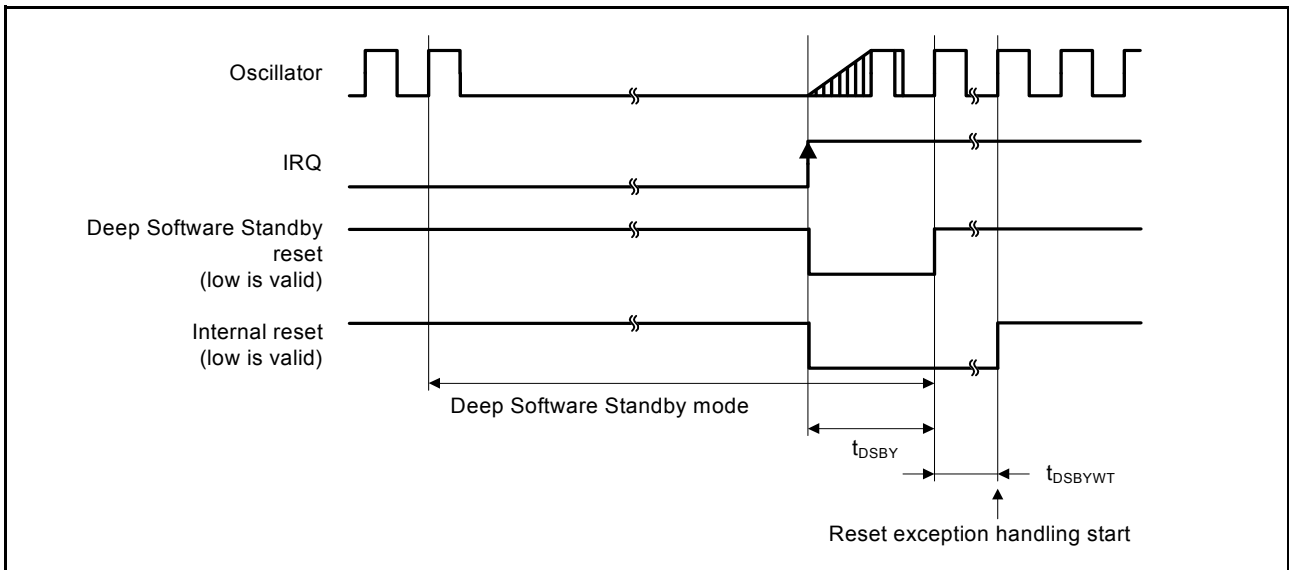 Oscillator
IRQ
Deep Software Standby
reset
(low is valid)
Internal reset
(low is valid)
Deep Software Standby mode
tDSBY
tDSBYWT
Reset exception handling start